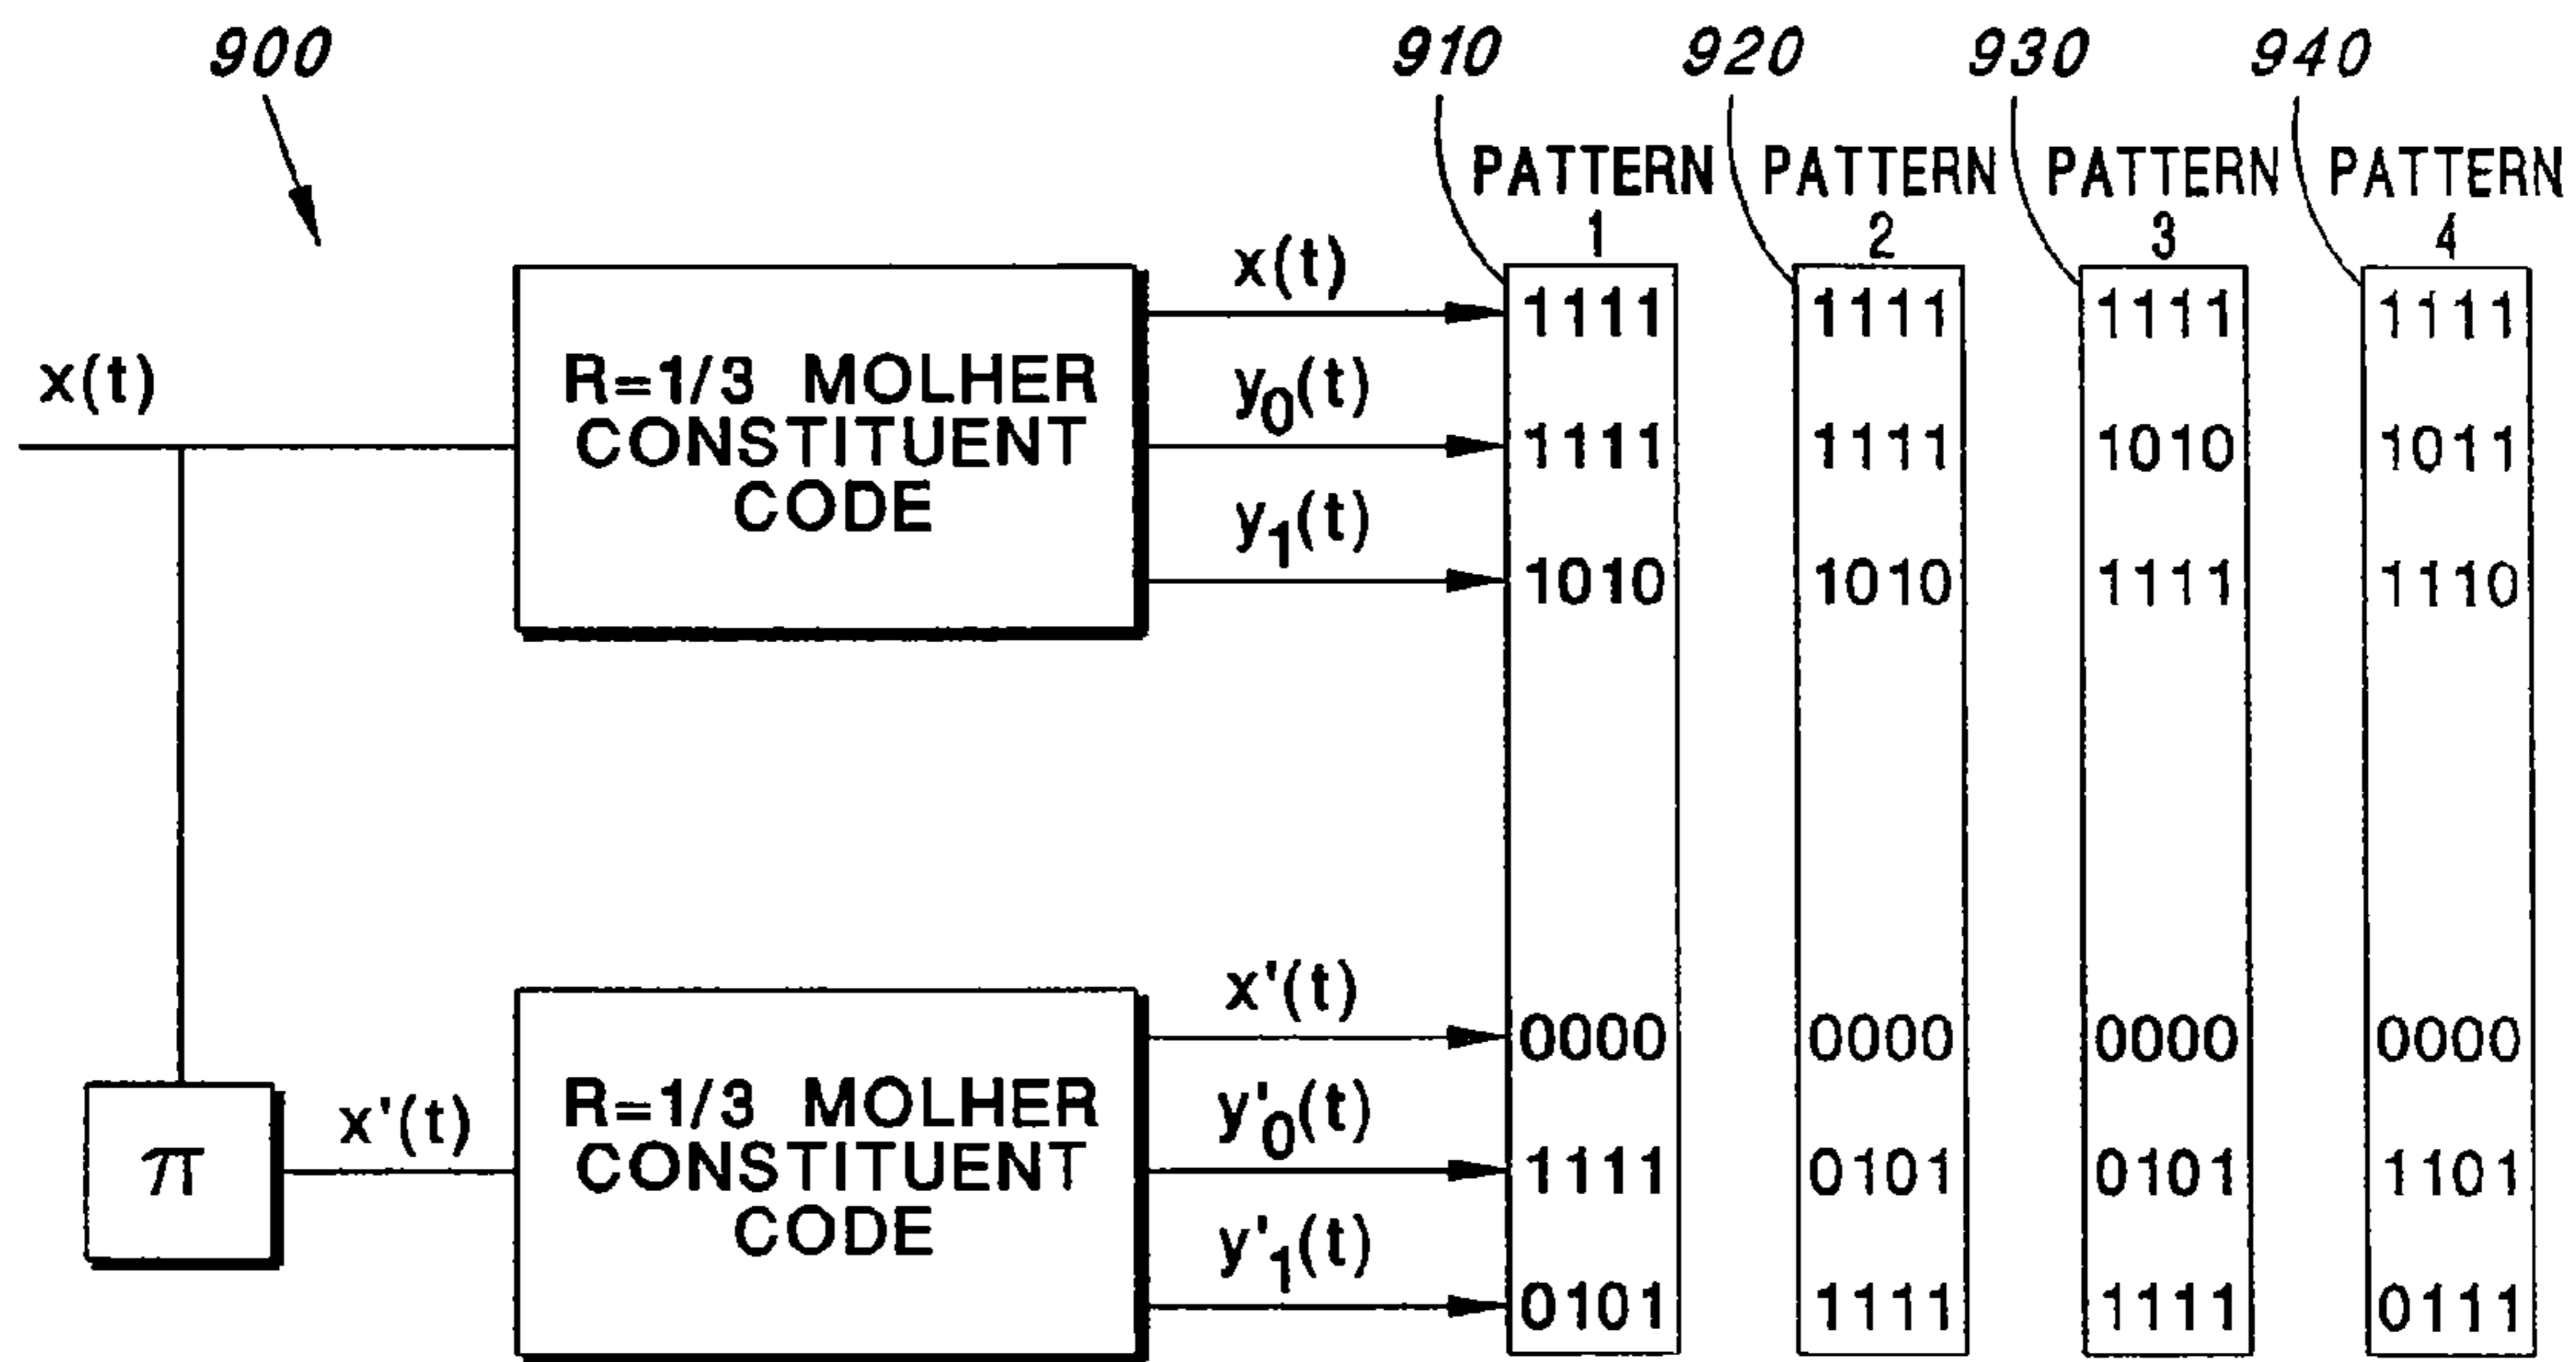 900
910 920 930 940
PATTERN 1 PATTERN 2 PATTERN 3 PATTERN 4
x(t)
R=1/3 MOLHER
CONSTITUENT
CODE
x(t) 1111 1111 1111 1111
y0(t) 1111 1111 1010 1011
y1(t) 1010 1010 1111 1110
π
x'(t)
R=1/3 MOLHER
CONSTITUENT
CODE
x'(t) 0000 0000 0000 0000
y'0(t) 1111 0101 0101 1101
y'1(t) 0101 1111 1111 0111